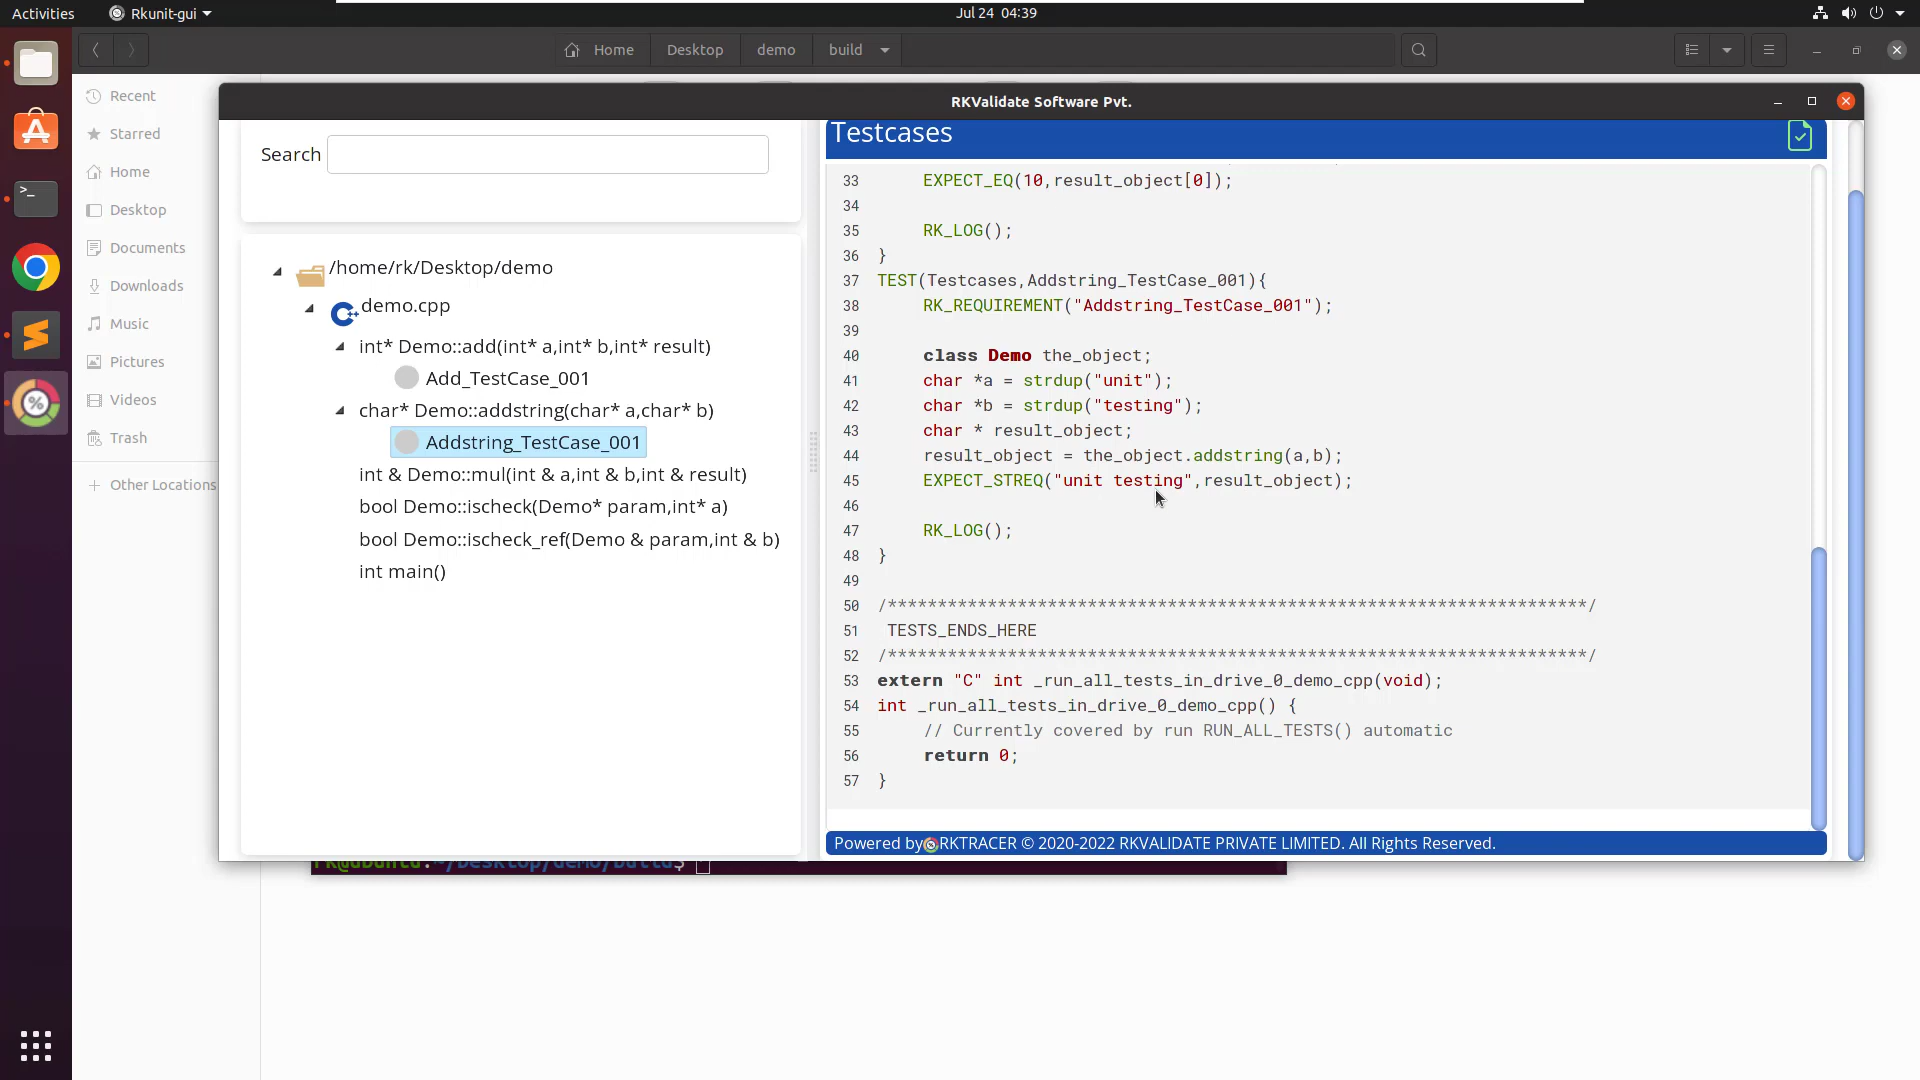 Activities
Rkunit-gui
Jul 24 04:39
Home
Desktop
demo
build
Recent
Starred
Home
Desktop
Documents
Downloads
Music
Pictures
Videos
Trash
Other Locations
RKValidate Software Pvt.
Search
/home/rk/Desktop/demo
demo.cpp
int* Demo::add(int* a,int* b,int* result)
Add_TestCase_001
char* Demo::addstring(char* a,char* b)
Addstring_TestCase_001
int & Demo::mul(int & a,int & b,int & result)
bool Demo::ischeck(Demo* param,int* a)
bool Demo::ischeck_ref(Demo & param,int & b)
int main()
Testcases
33 EXPECT_EQ(10,result_object[0]);
34
35 RK_LOG();
36 }
37 TEST(Testcases,Addstring_TestCase_001){
38 RK_REQUIREMENT("Addstring_TestCase_001");
39
40 class Demo the_object;
41 char *a = strdup("unit");
42 char *b = strdup("testing");
43 char * result_object;
44 result_object = the_object.addstring(a,b);
45 EXPECT_STREQ("unit testing",result_object);
46
47 RK_LOG();
48 }
49
50 /**********************************************************************/
51 TESTS_ENDS_HERE
52 /**********************************************************************/
53 extern "C" int _run_all_tests_in_drive_0_demo_cpp(void);
54 int _run_all_tests_in_drive_0_demo_cpp() {
55 // Currently covered by run RUN_ALL_TESTS() automatic
56 return 0;
57 }
Powered by RKTRACER © 2020-2022 RKVALIDATE PRIVATE LIMITED. All Rights Reserved.
rk@ubuntu:~/Desktop/demo/build$